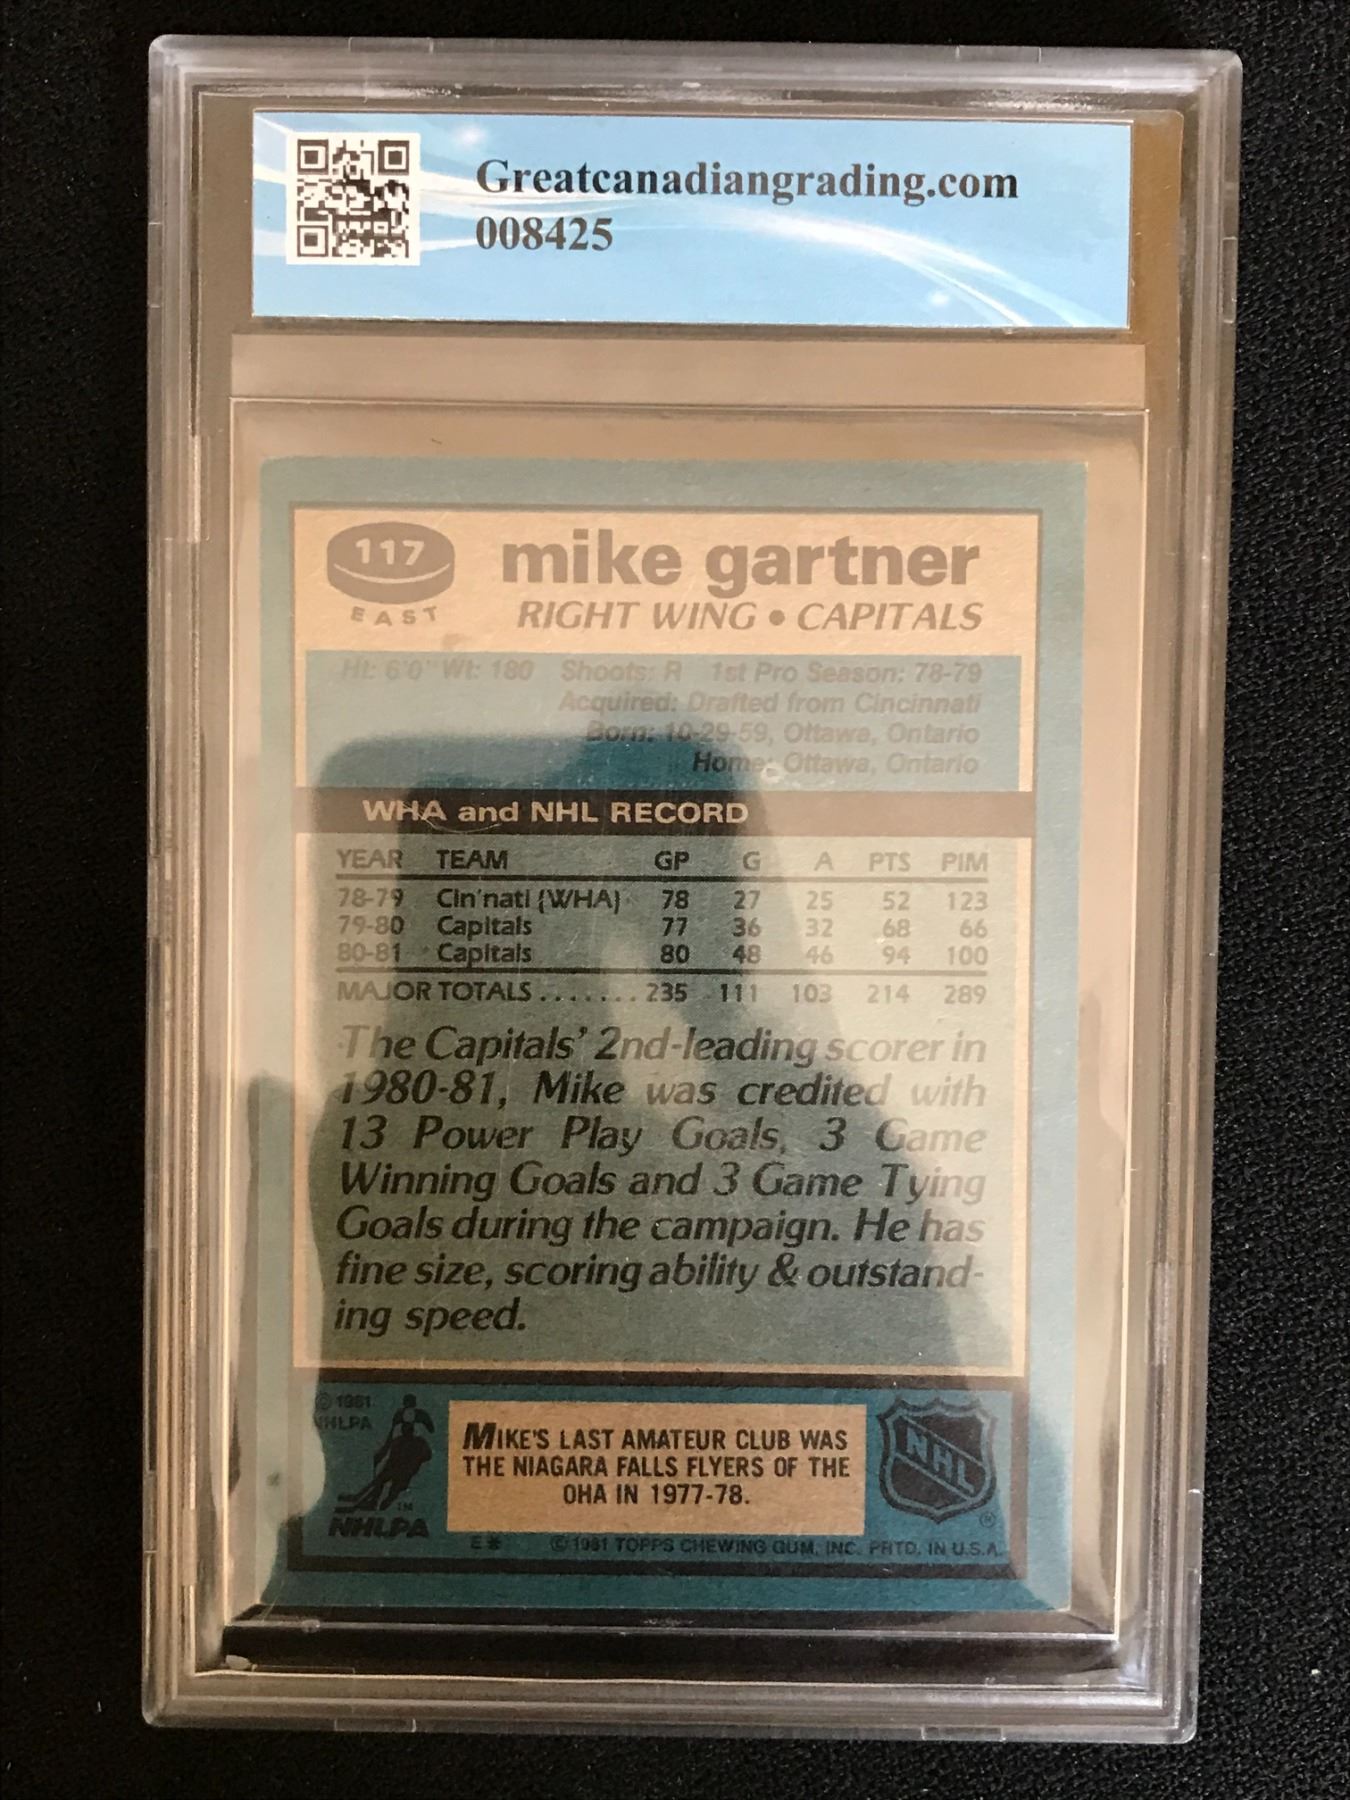 Greatcanadiangrading.com
008425
117
EAST
mike gartner
RIGHT WING • CAPITALS
Ht: 6'0" Wt: 180 Shoots: R 1st Pro Season: 78-79
Acquired: Drafted from Cincinnati
Born: 10-29-59, Ottawa, Ontario
Home: Ottawa, Ontario
WHA and NHL RECORD
YEAR TEAM GP G A PTS PIM
78-79 Cin'nati (WHA) 78 27 25 52 123
79-80 Capitals 77 36 32 68 66
80-81 Capitals 80 48 46 94 100
MAJOR TOTALS ....... 235 111 103 214 289
The Capitals' 2nd-leading scorer in
1980-81, Mike was credited with
13 Power Play Goals, 3 Game
Winning Goals and 3 Game Tying
Goals during the campaign. He has
fine size, scoring ability & outstand-
ing speed.
© 1981
NHLPA
MIKE'S LAST AMATEUR CLUB WAS
THE NIAGARA FALLS FLYERS OF THE
OHA IN 1977-78.
NHL
®
TM
NHLPA
E* © 1981 TOPPS CHEWING GUM, INC. PRTD. IN U.S.A.